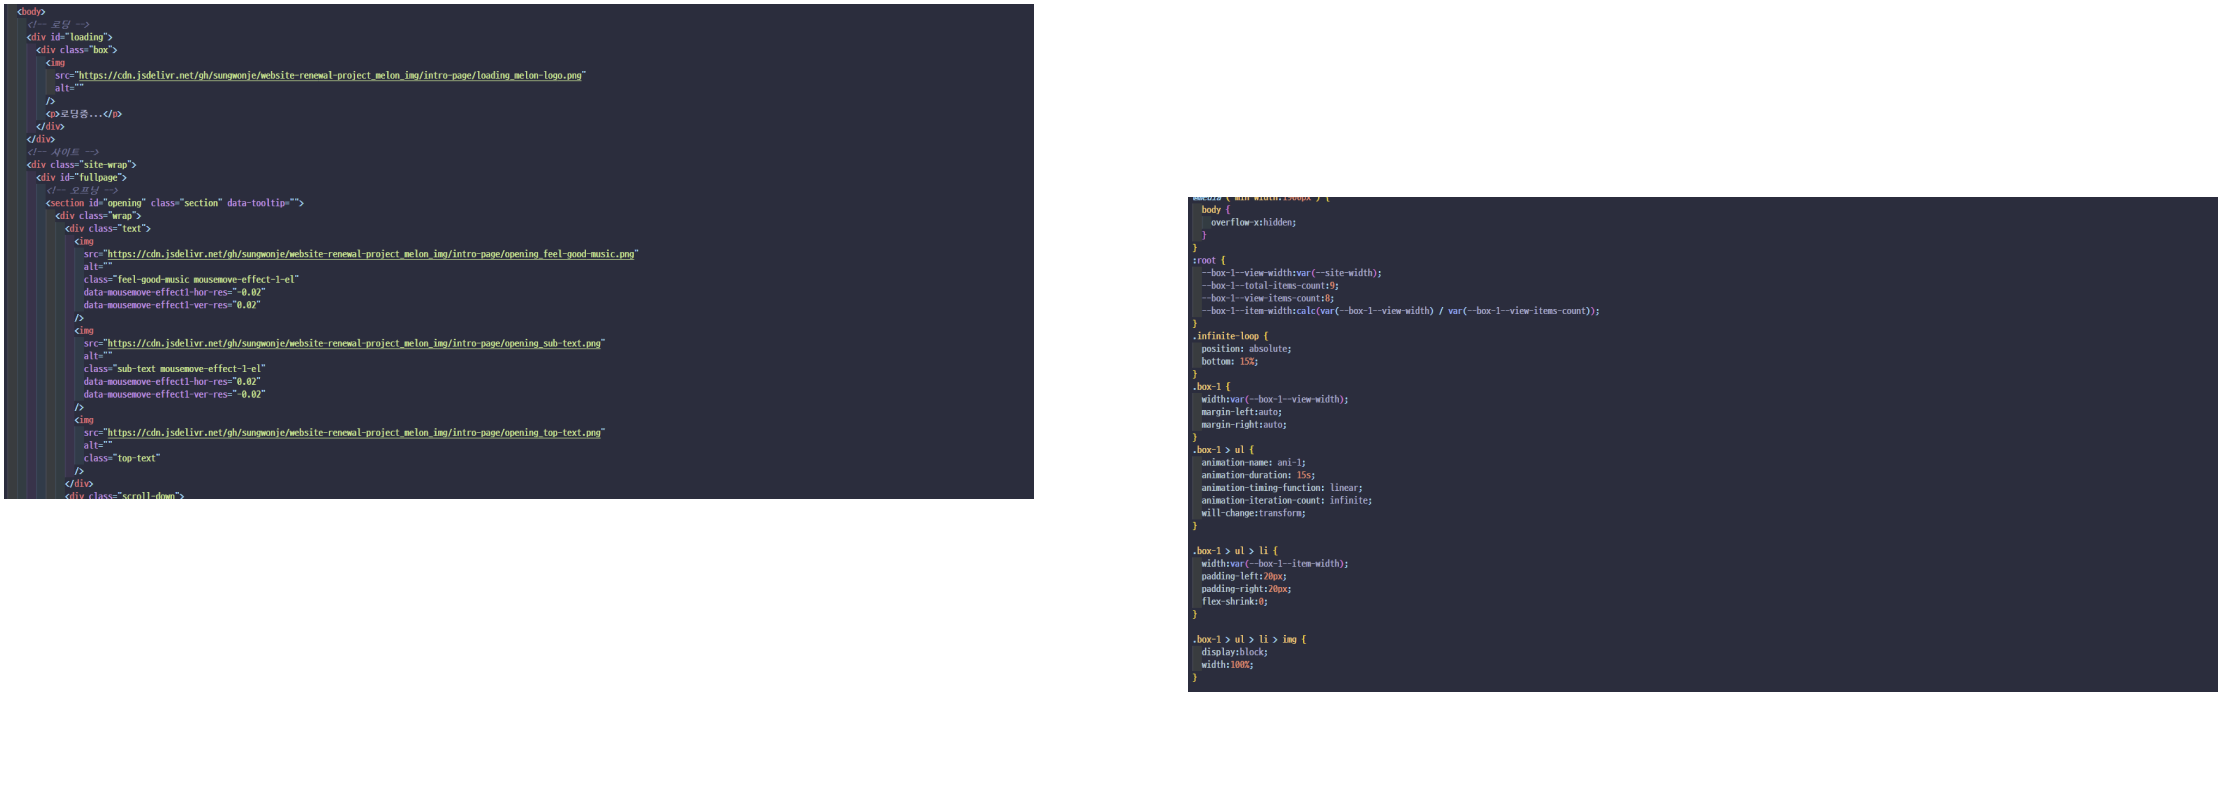 <body>
<!-- 로딩 -->
<div id="loading">
<div class="box">
<img
src="https://cdn.jsdelivr.net/gh/sungwonje/website-renewal-project_melon_img/intro-page/loading_melon-logo.png"
alt=""
/>
<p>로딩중...</p>
</div>
</div>
<!-- 사이트 -->
<div class="site-wrap">
<div id="fullpage">
<!-- 오프닝 -->
<section id="opening" class="section" data-tooltip="">
<div class="wrap">
<div class="text">
<img
src="https://cdn.jsdelivr.net/gh/sungwonje/website-renewal-project_melon_img/intro-page/opening_feel-good-music.png"
alt=""
class="feel-good-music mousemove-effect-1-el"
data-mousemove-effect1-hor-res="-0.02"
data-mousemove-effect1-ver-res="0.02"
/>
<img
src="https://cdn.jsdelivr.net/gh/sungwonje/website-renewal-project_melon_img/intro-page/opening_sub-text.png"
alt=""
class="sub-text mousemove-effect-1-el"
data-mousemove-effect1-hor-res="0.02"
data-mousemove-effect1-ver-res="-0.02"
/>
<img
src="https://cdn.jsdelivr.net/gh/sungwonje/website-renewal-project_melon_img/intro-page/opening_top-text.png"
alt=""
class="top-text"
/>
</div>
<div class="scroll-down">
@media ( min-width:1900px ) {
body {
overflow-x:hidden;
}
}
:root {
--box-1--view-width:var(--site-width);
--box-1--total-items-count:9;
--box-1--view-items-count:8;
--box-1--item-width:calc(var(--box-1--view-width) / var(--box-1--view-items-count));
}
.infinite-loop {
position: absolute;
bottom: 15%;
}
.box-1 {
width:var(--box-1--view-width);
margin-left:auto;
margin-right:auto;
}
.box-1 > ul {
animation-name: ani-1;
animation-duration: 15s;
animation-timing-function: linear;
animation-iteration-count: infinite;
will-change:transform;
}
.box-1 > ul > li {
width:var(--box-1--item-width);
padding-left:20px;
padding-right:20px;
flex-shrink:0;
}
.box-1 > ul > li > img {
display:block;
width:100%;
}